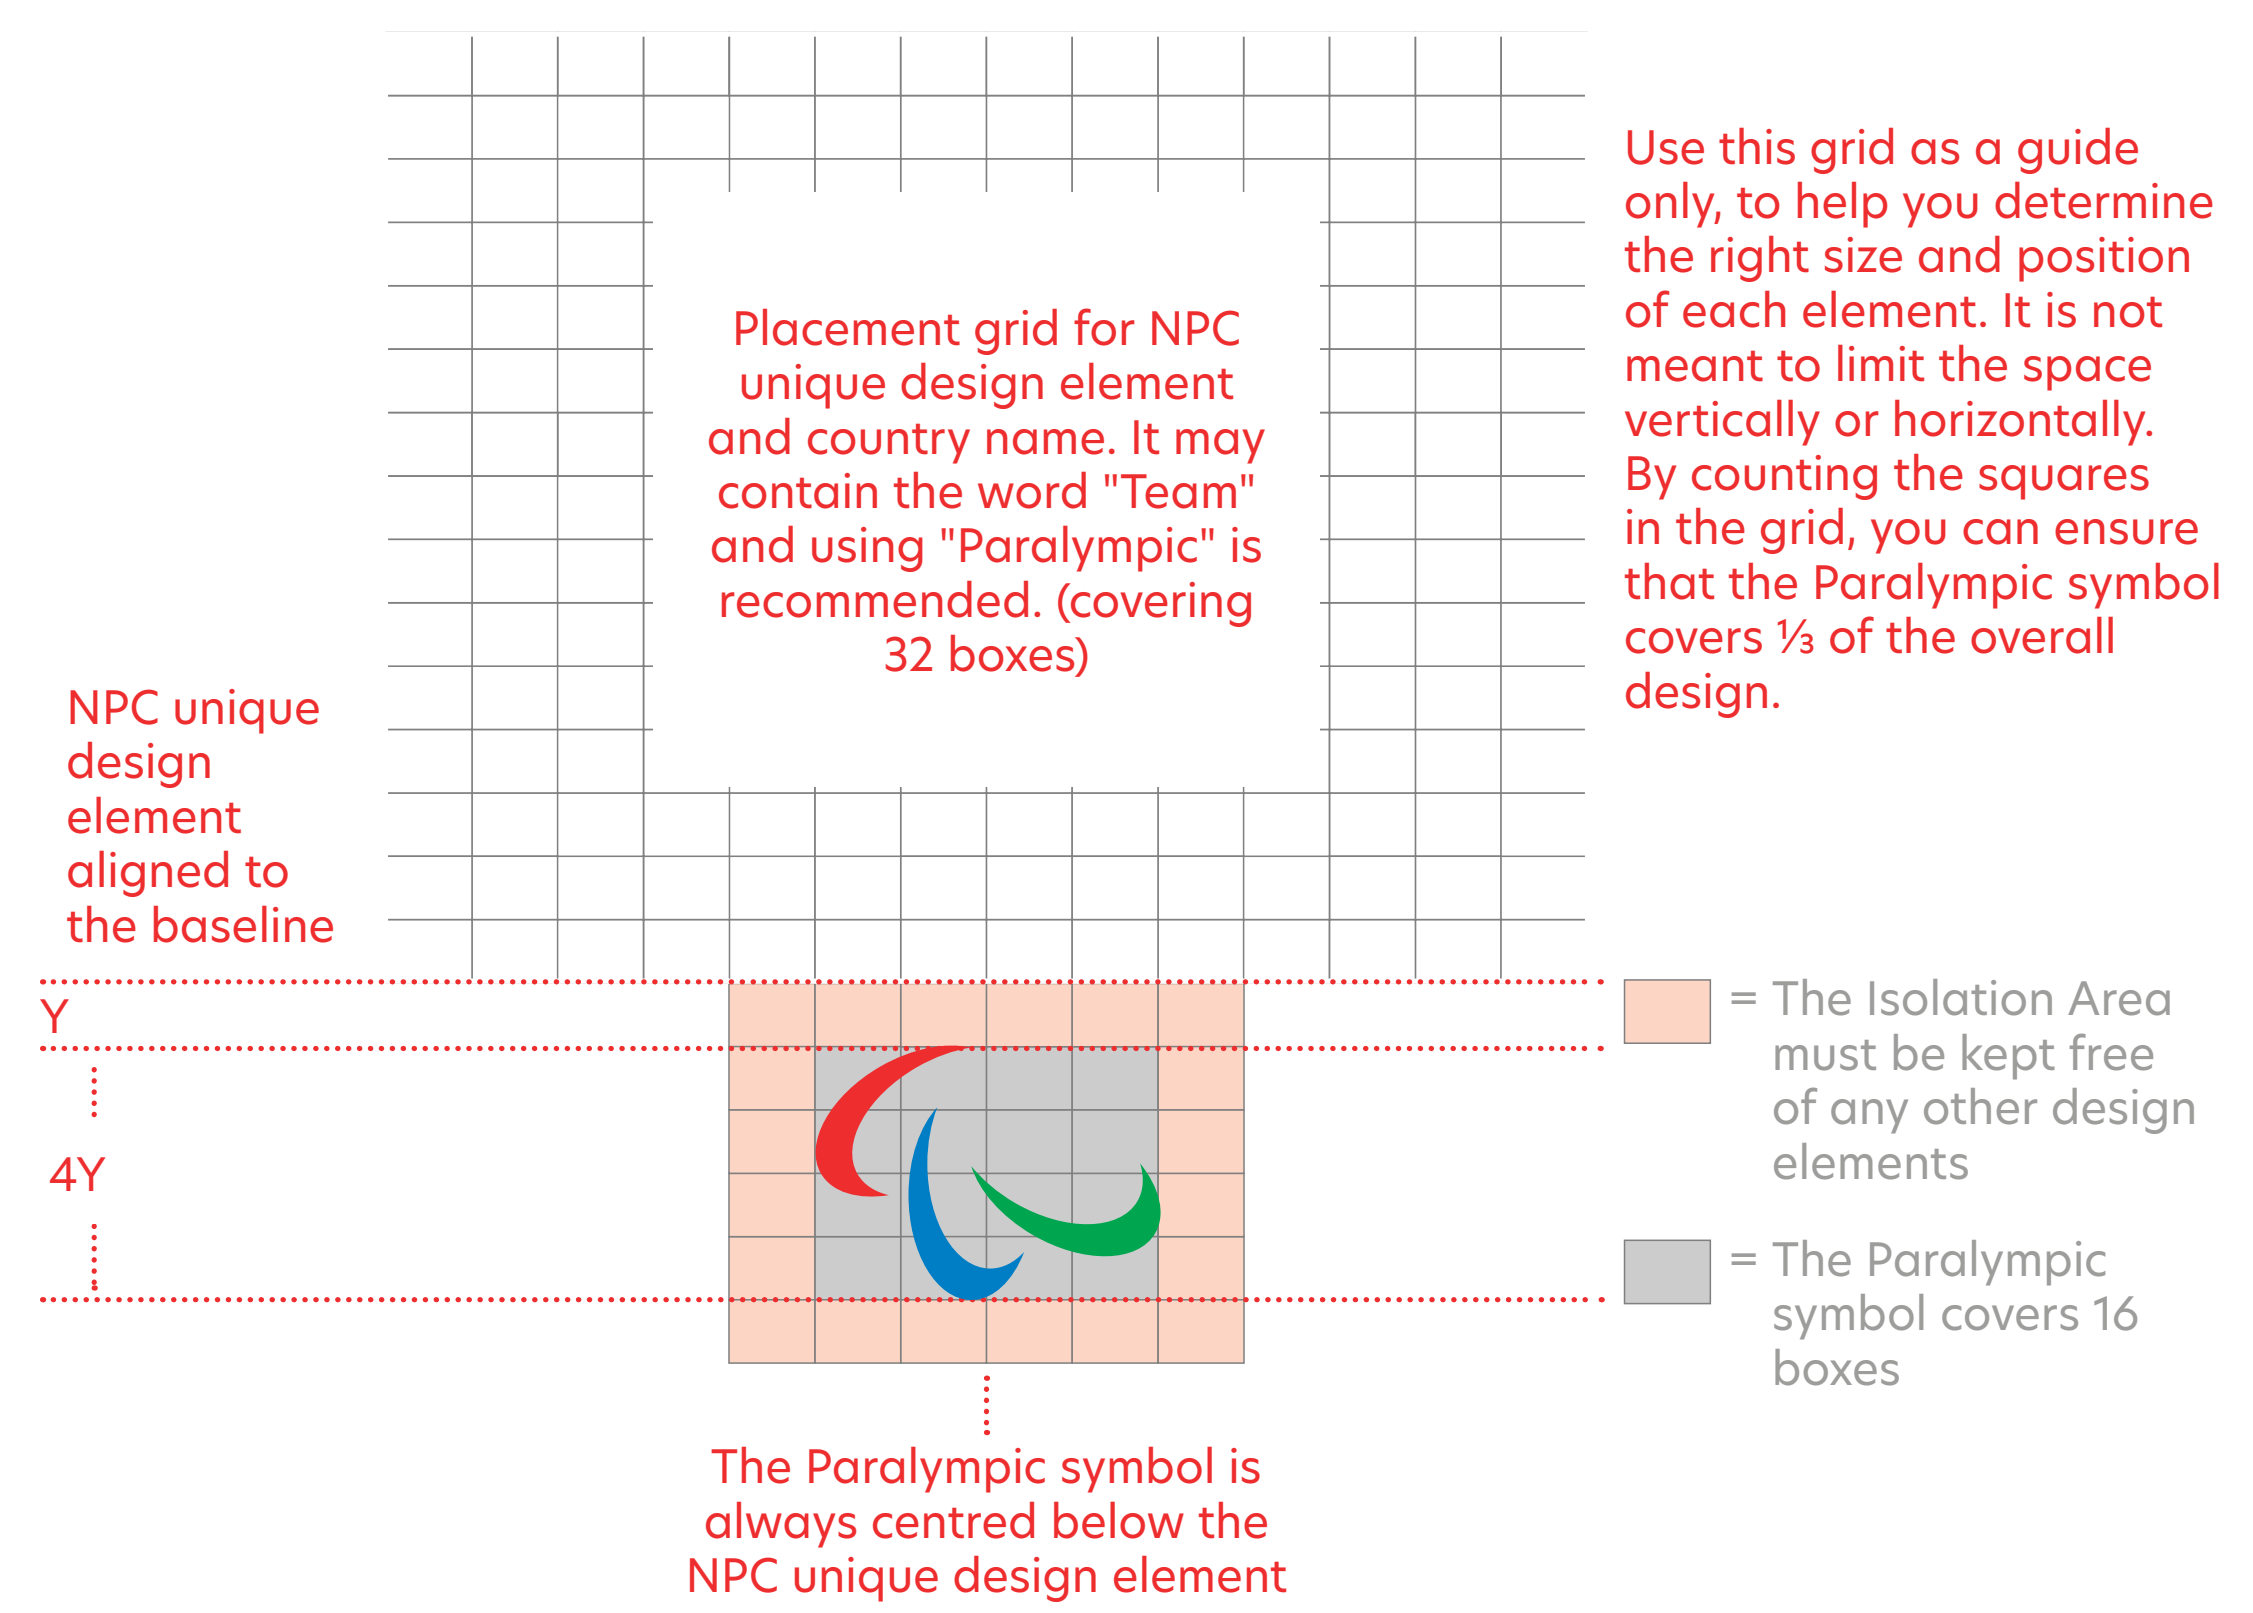 Use this grid as a guide
only, to help you determine
the right size and position
of each element. It is not
meant to limit the space
vertically or horizontally.
By counting the squares
in the grid, you can ensure
that the Paralympic symbol
covers ⅓ of the overall
design.
Placement grid for NPC
unique design element
and country name. It may
contain the word "Team"
and using "Paralympic" is
recommended. (covering
32 boxes)
NPC unique
design
element
aligned to
the baseline
Y
4Y
= The Isolation Area
must be kept free
of any other design
elements
= The Paralympic
symbol covers 16
boxes
The Paralympic symbol is
always centred below the
NPC unique design element